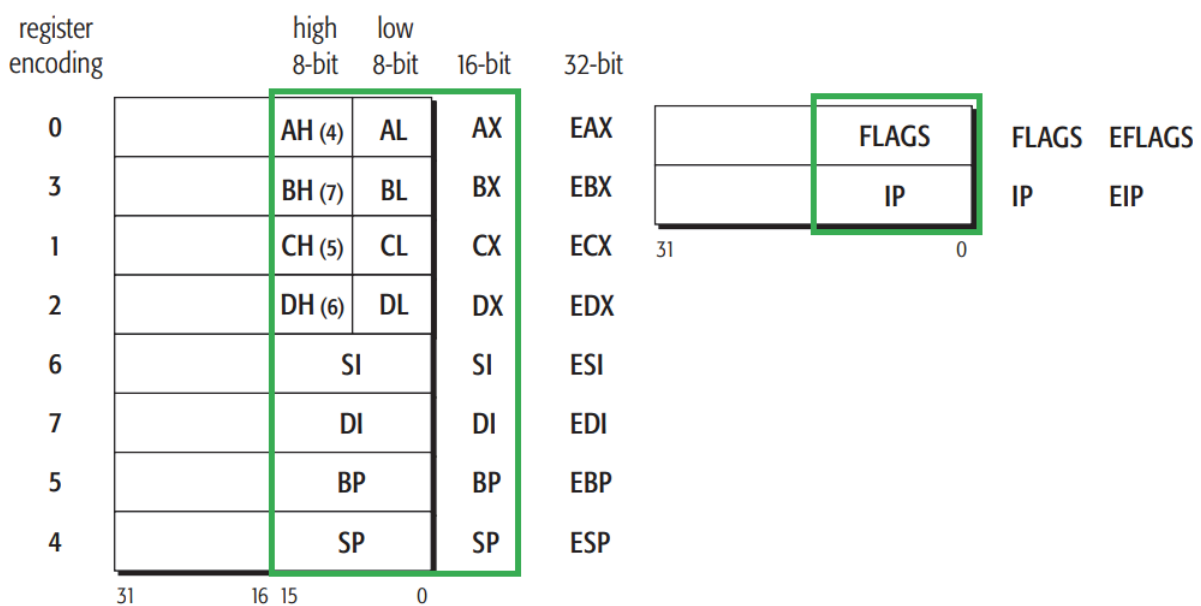 register encoding high 8-bit low 8-bit 16-bit 32-bit
0 AH (4) AL AX EAX
3 BH (7) BL BX EBX
1 CH (5) CL CX ECX
2 DH (6) DL DX EDX
6 SI SI ESI
7 DI DI EDI
5 BP BP EBP
4 SP SP ESP
31 16 15 0
FLAGS FLAGS EFLAGS
IP IP EIP
31 0